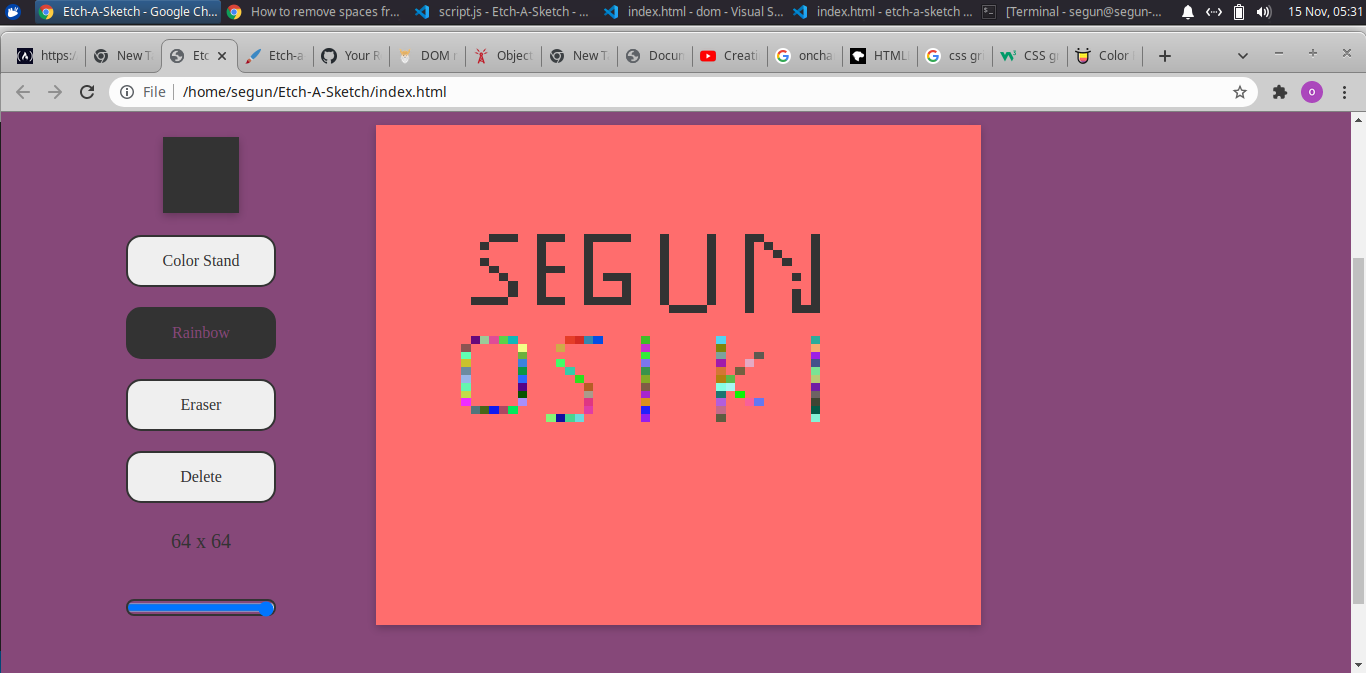 Etch-A-Sketch - Google Ch...
How to remove spaces fr...
script.js - Etch-A-Sketch - ...
index.html - dom - Visual S...
index.html - etch-a-sketch ...
[Terminal - segun@segun-...
15 Nov, 05:31
https:/
New T
Etc
Etch-a
Your R
DOM r
Object
New T
Docun
Creati
oncha
HTMLI
css gri
CSS gr
Color
File
/home/segun/Etch-A-Sketch/index.html
O
Color Stand
Rainbow
Eraser
Delete
64 x 64
SEGUN
OSIKI